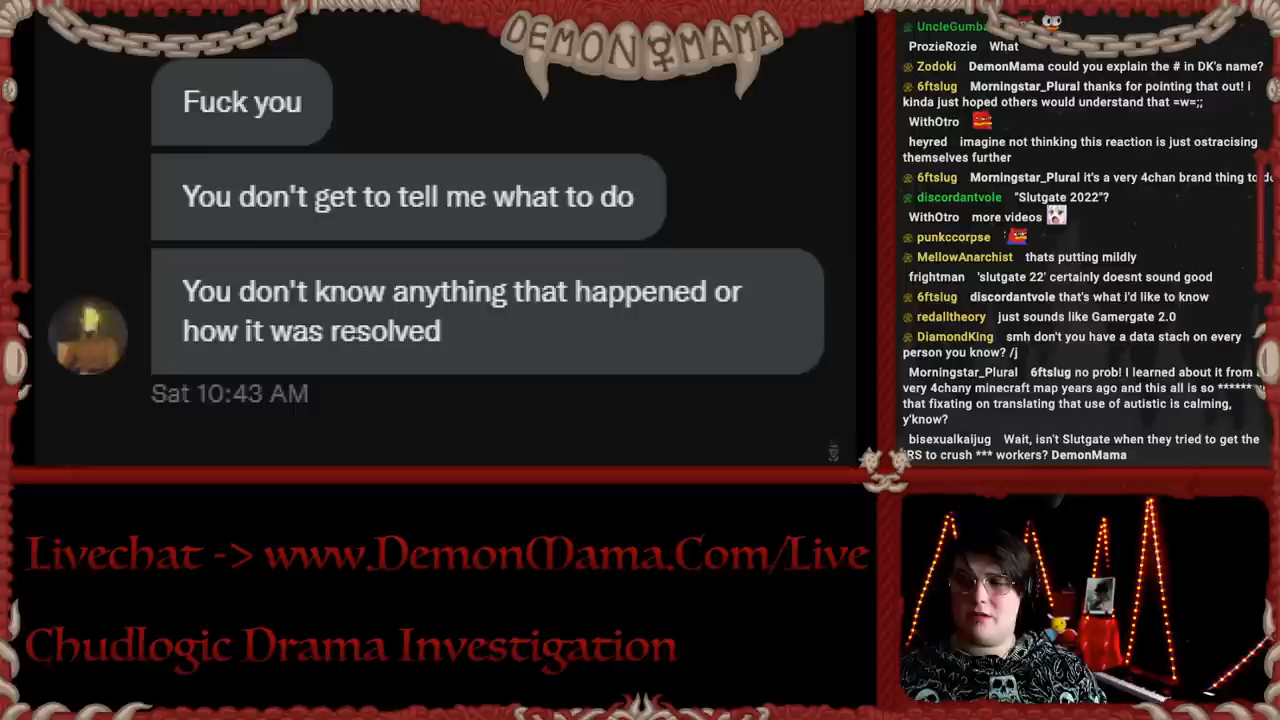 DEMON MAMA
Fuck you
You don't get to tell me what to do
You don't know anything that happened or
how it was resolved
Sat 10:43 AM
Livechat -> www.DemonMama.Com/Live
Chudlogic Drama Investigation
UncleGumba
ProzieRozie What
Zodoki DemonMama could you explain the # in DK's name?
6ftslug Morningstar_Plural thanks for pointing that out! i
kinda just hoped others would understand that =w=;;
WithOtro
heyred imagine not thinking this reaction is just ostracising
themselves further
6ftslug Morningstar_Plural it's a very 4chan brand thing to do
discordantvole "Slutgate 2022"?
WithOtro more videos
punkccorpse
MellowAnarchist thats putting mildly
frightman 'slutgate 22' certainly doesnt sound good
6ftslug discordantvole that's what I'd like to know
redalltheory just sounds like Gamergate 2.0
DiamondKing smh don't you have a data stach on every
person you know? /j
Morningstar_Plural 6ftslug no prob! I learned about it from a
very 4chany minecraft map years ago and this all is so ******
that fixating on translating that use of autistic is calming,
y'know?
bisexualkaijug Wait, isn't Slutgate when they tried to get the
RS to crush *** workers? DemonMama